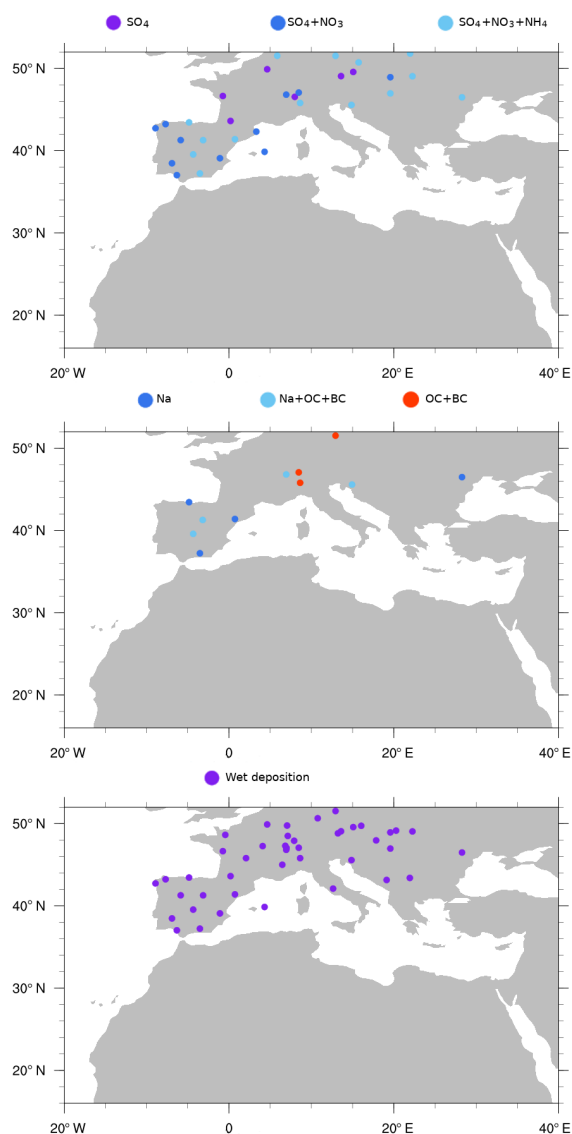 SO₄ SO₄+NO₃ SO₄+NO₃+NH₄
50° N
40° N
30° N
20° N
20° W 0 20° E 40° E
Na Na+OC+BC OC+BC
50° N
40° N
30° N
20° N
20° W 0 20° E 40° E
Wet deposition
50° N
40° N
30° N
20° N
20° W 0 20° E 40° E